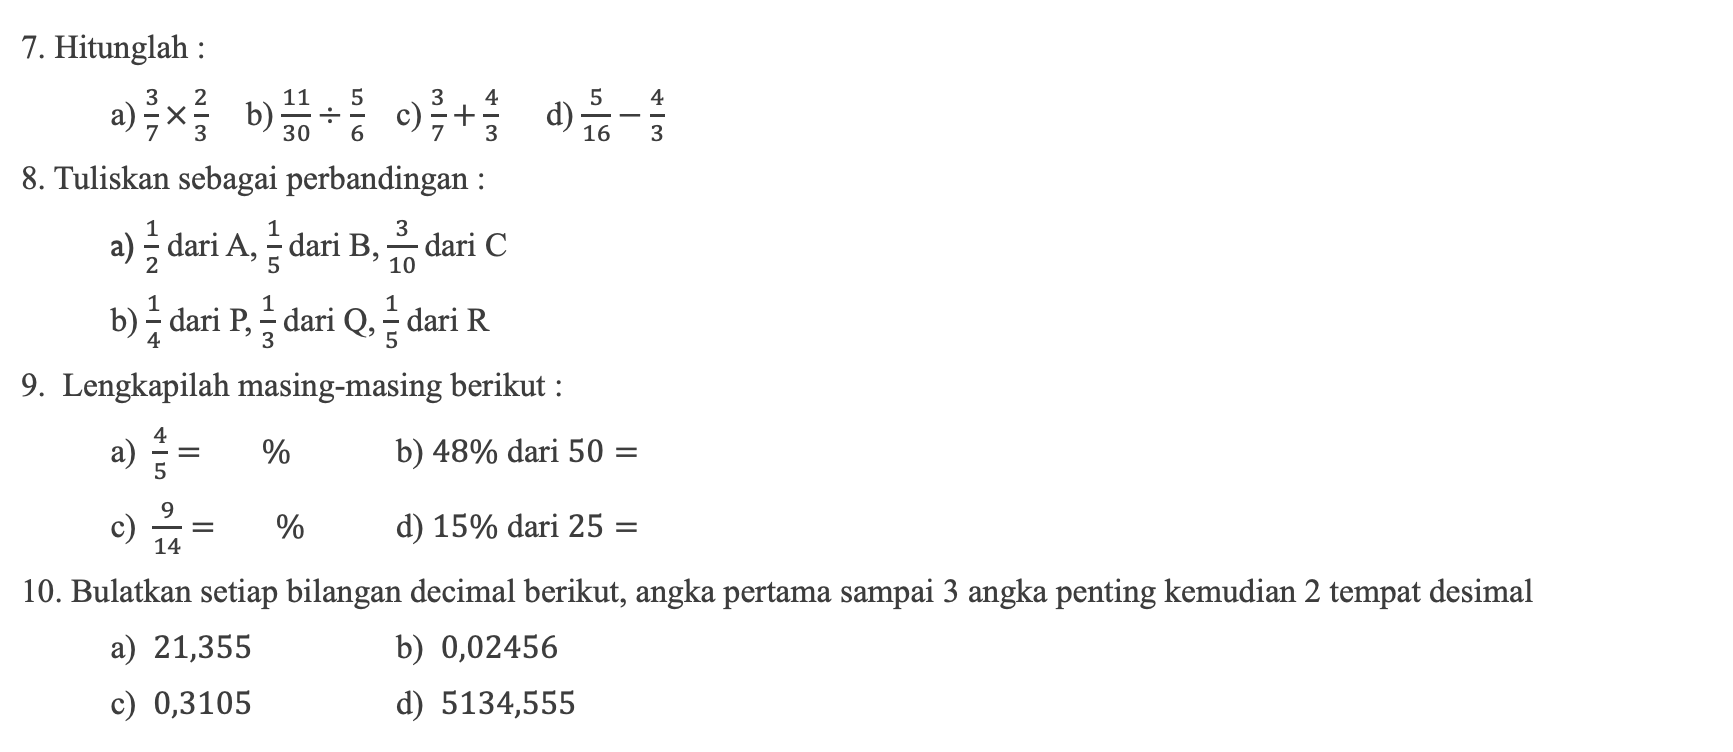 7. Hitunglah :
a) 3/7 × 2/3 b) 11/30 ÷ 5/6 c) 3/7 + 4/3 d) 5/16 − 4/3
8. Tuliskan sebagai perbandingan :
a) 1/2 dari A, 1/5 dari B, 3/10 dari C
b) 1/4 dari P, 1/3 dari Q, 1/5 dari R
9. Lengkapilah masing-masing berikut :
a) 4/5 = % b) 48% dari 50 =
c) 9/14 = % d) 15% dari 25 =
10. Bulatkan setiap bilangan decimal berikut, angka pertama sampai 3 angka penting kemudian 2 tempat desimal
a) 21,355 b) 0,02456
c) 0,3105 d) 5134,555